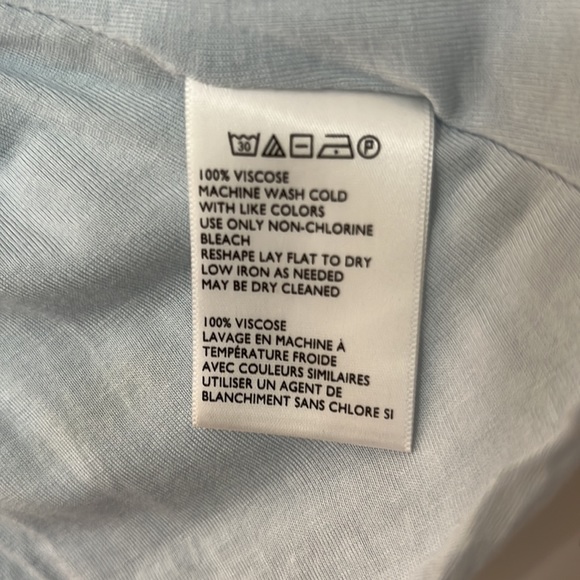 30 P
100% VISCOSE
MACHINE WASH COLD
WITH LIKE COLORS
USE ONLY NON-CHLORINE
BLEACH
RESHAPE LAY FLAT TO DRY
LOW IRON AS NEEDED
MAY BE DRY CLEANED
100% VISCOSE
LAVAGE EN MACHINE À
TEMPÉRATURE FROIDE
AVEC COULEURS SIMILAIRES
UTILISER UN AGENT DE
BLANCHIMENT SANS CHLORE SI